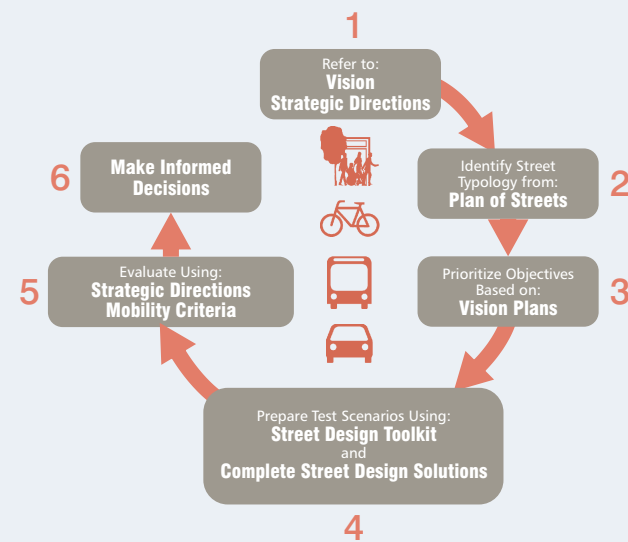 1
Refer to:
Vision
Strategic Directions
2
Identify Street
Typology from:
Plan of Streets
3
Prioritize Objectives
Based on:
Vision Plans
4
Prepare Test Scenarios Using:
Street Design Toolkit
and
Complete Street Design Solutions
5
Evaluate Using:
Strategic Directions
Mobility Criteria
6
Make Informed
Decisions